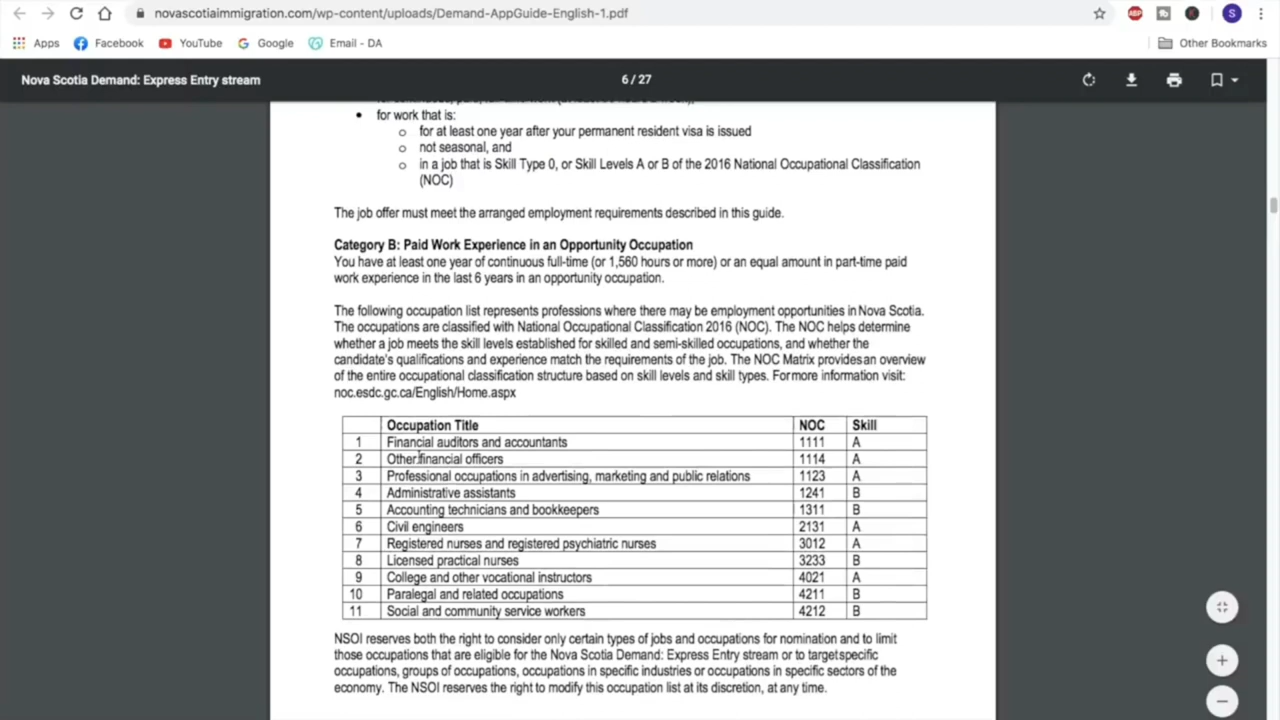 novascotiaimmigration.com/wp-content/uploads/Demand-AppGuide-English-1.pdf
ABP
K
S
Apps Facebook YouTube Google Email - DA Other Bookmarks
Nova Scotia Demand: Express Entry stream 6 / 27
• for work that is:
o for at least one year after your permanent resident visa is issued
o not seasonal, and
o in a job that is Skill Type 0, or Skill Levels A or B of the 2016 National Occupational Classification
(NOC)
The job offer must meet the arranged employment requirements described in this guide.
Category B: Paid Work Experience in an Opportunity Occupation
You have at least one year of continuous full-time (or 1,560 hours or more) or an equal amount in part-time paid
work experience in the last 6 years in an opportunity occupation.
The following occupation list represents professions where there may be employment opportunities in Nova Scotia.
The occupations are classified with National Occupational Classification 2016 (NOC). The NOC helps determine
whether a job meets the skill levels established for skilled and semi-skilled occupations, and whether the
candidate's qualifications and experience match the requirements of the job. The NOC Matrix provides an overview
of the entire occupational classification structure based on skill levels and skill types. For more information visit:
noc.esdc.gc.ca/English/Home.aspx
Occupation Title NOC Skill
1 Financial auditors and accountants 1111 A
2 Other financial officers 1114 A
3 Professional occupations in advertising, marketing and public relations 1123 A
4 Administrative assistants 1241 B
5 Accounting technicians and bookkeepers 1311 B
6 Civil engineers 2131 A
7 Registered nurses and registered psychiatric nurses 3012 A
8 Licensed practical nurses 3233 B
9 College and other vocational instructors 4021 A
10 Paralegal and related occupations 4211 B
11 Social and community service workers 4212 B
NSOI reserves both the right to consider only certain types of jobs and occupations for nomination and to limit
those occupations that are eligible for the Nova Scotia Demand: Express Entry stream or to target specific
occupations, groups of occupations, occupations in specific industries or occupations in specific sectors of the
economy. The NSOI reserves the right to modify this occupation list at its discretion, at any time.